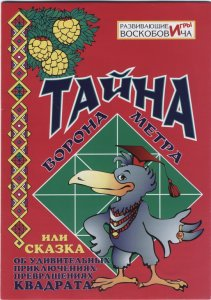 РАЗВИВАЮЩИЕ ИГРЫ
ВОСКОБОВИЧА
ТАЙНА
ВОРОНА МЕТРА
ИЛИ
СКАЗКА
ОБ УДИВИТЕЛЬНЫХ
ПРИКЛЮЧЕНИЯХ
ПРЕВРАЩЕНИЯХ
КВАДРАТА